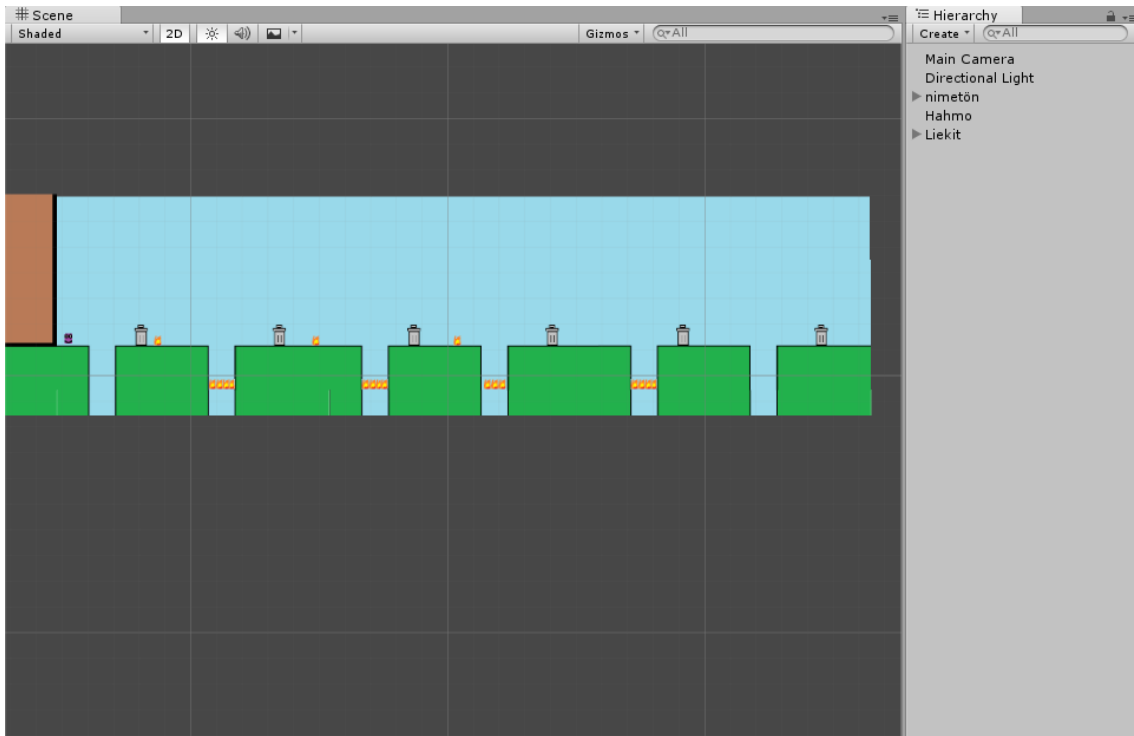 Scene
Shaded 2D Gizmos All
Hierarchy
Create All
Main Camera
Directional Light
nimetön
Hahmo
Liekit